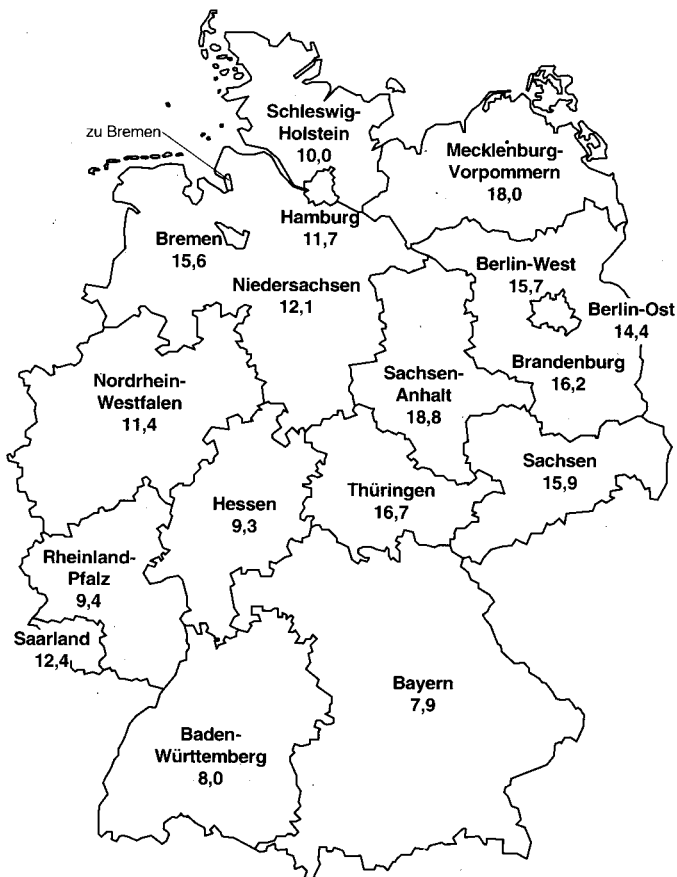 Schleswig-
Holstein
10,0
zu Bremen
Mecklenburg-
Vorpommern
18,0
Hamburg
11,7
Bremen
15,6
Niedersachsen
12,1
Berlin-West
15,7
Berlin-Ost
14,4
Brandenburg
16,2
Nordrhein-
Westfalen
11,4
Sachsen-
Anhalt
18,8
Sachsen
15,9
Thüringen
16,7
Hessen
9,3
Rheinland-
Pfalz
9,4
Saarland
12,4
Bayern
7,9
Baden-
Württemberg
8,0